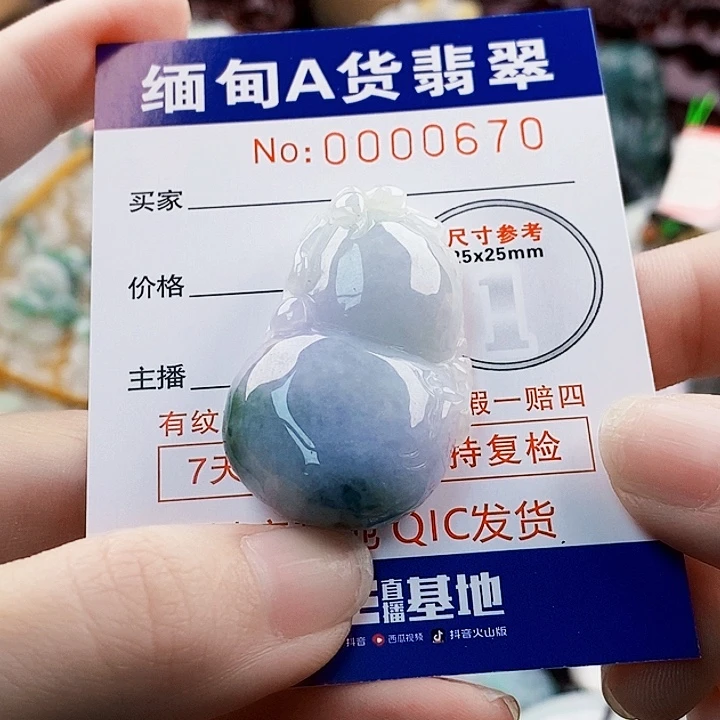 缅甸A货翡翠
No:0000670
买家
尺寸参考
25x25mm
1
价格
主播
有纹
假一赔四
7天
持复检
QIC发货
直播基地
抖音 西瓜视频 抖音火山版